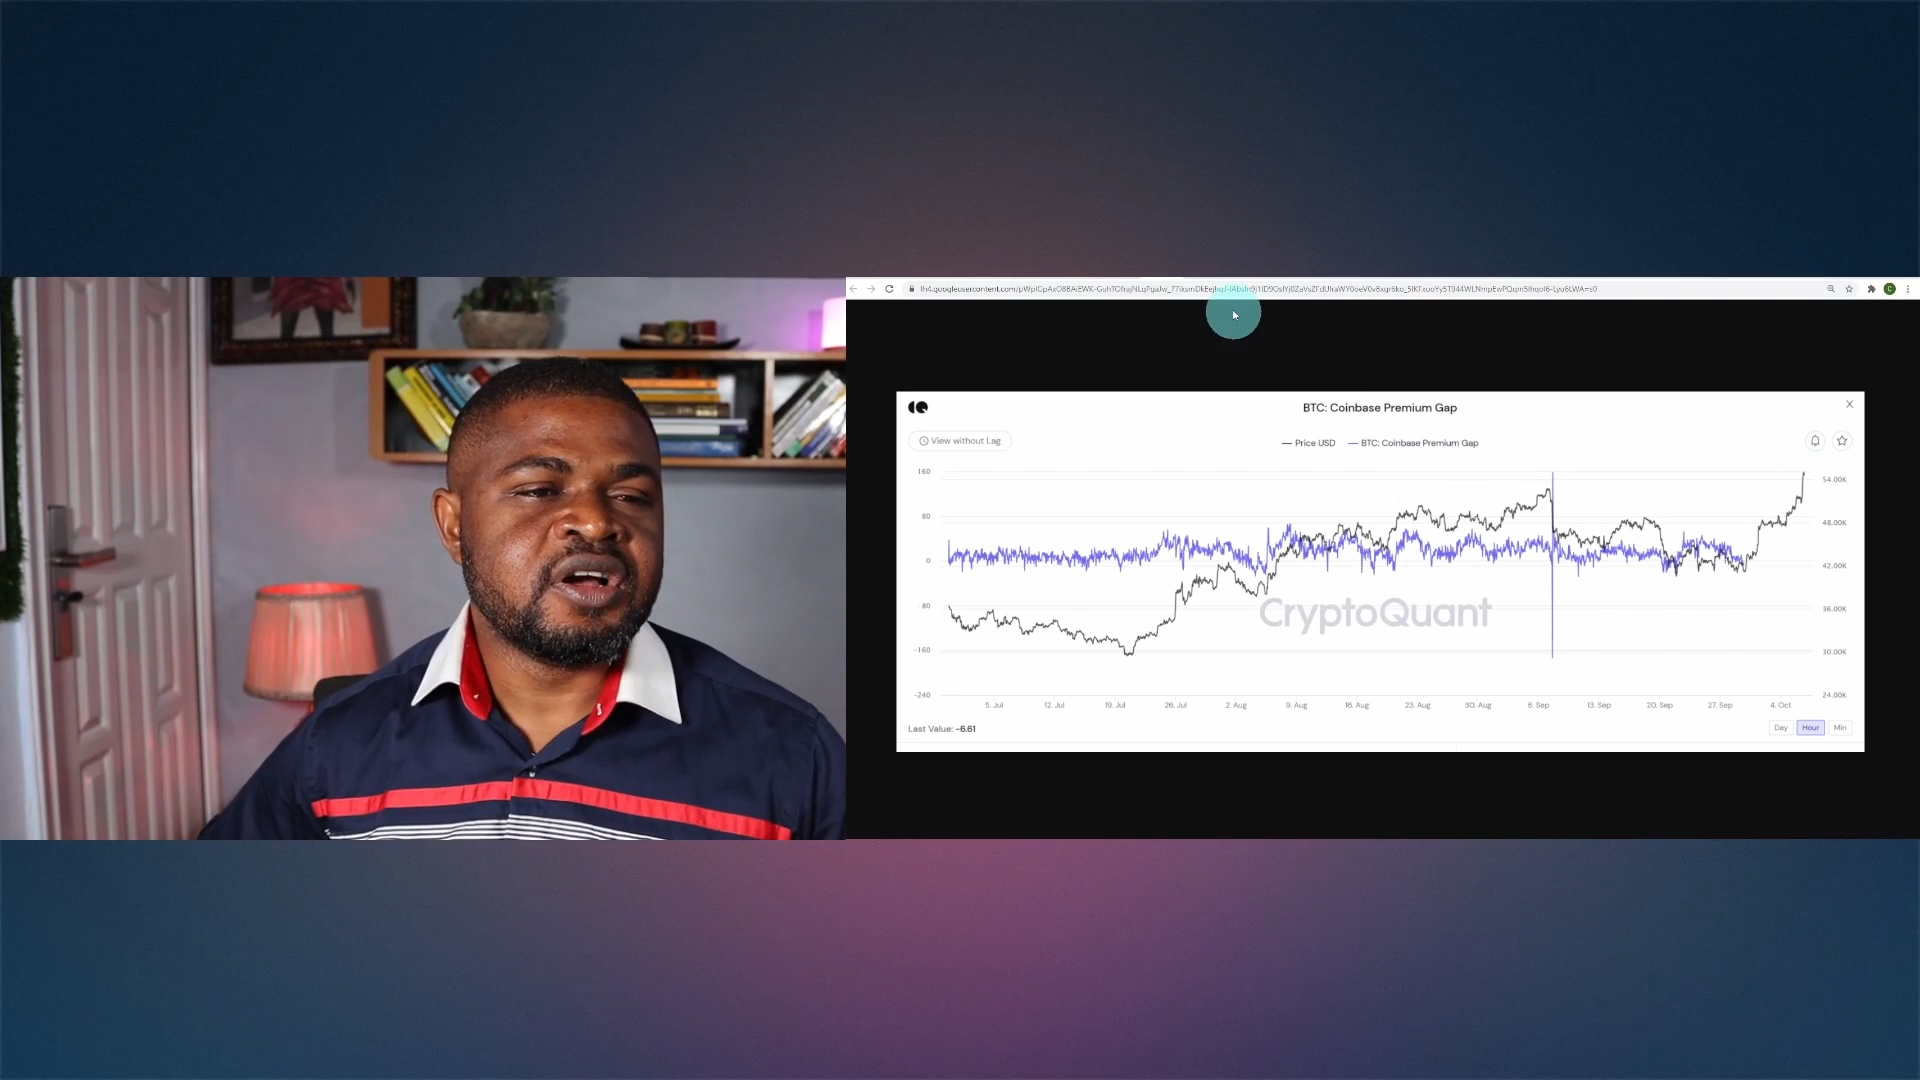 BTC: Coinbase Premium Gap
View without Lag
Price USD
BTC: Coinbase Premium Gap
160
80
0
-80
-160
-240
54.00K
48.00K
42.00K
36.00K
30.00K
24.00K
CryptoQuant
5. Jul
12. Jul
19. Jul
26. Jul
2. Aug
9. Aug
16. Aug
23. Aug
30. Aug
6. Sep
13. Sep
20. Sep
27. Sep
4. Oct
Last Value: -6.61
Day
Hour
Min